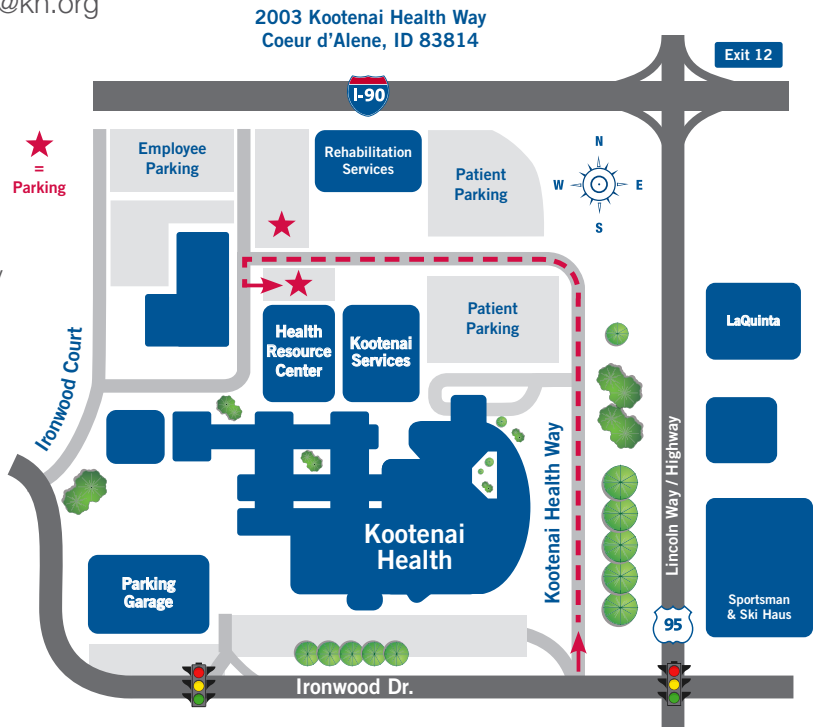 @kh.org
2003 Kootenai Health Way
Coeur d'Alene, ID 83814
Exit 12
I-90
=
Parking
Employee
Parking
Rehabilitation
Services
Patient
Parking
N
W
E
S
Health
Resource
Center
Kootenai
Services
Patient
Parking
LaQuinta
Ironwood Court
Kootenai Health Way
Lincoln Way / Highway
Kootenai
Health
Parking
Garage
95
Sportsman
& Ski Haus
Ironwood Dr.